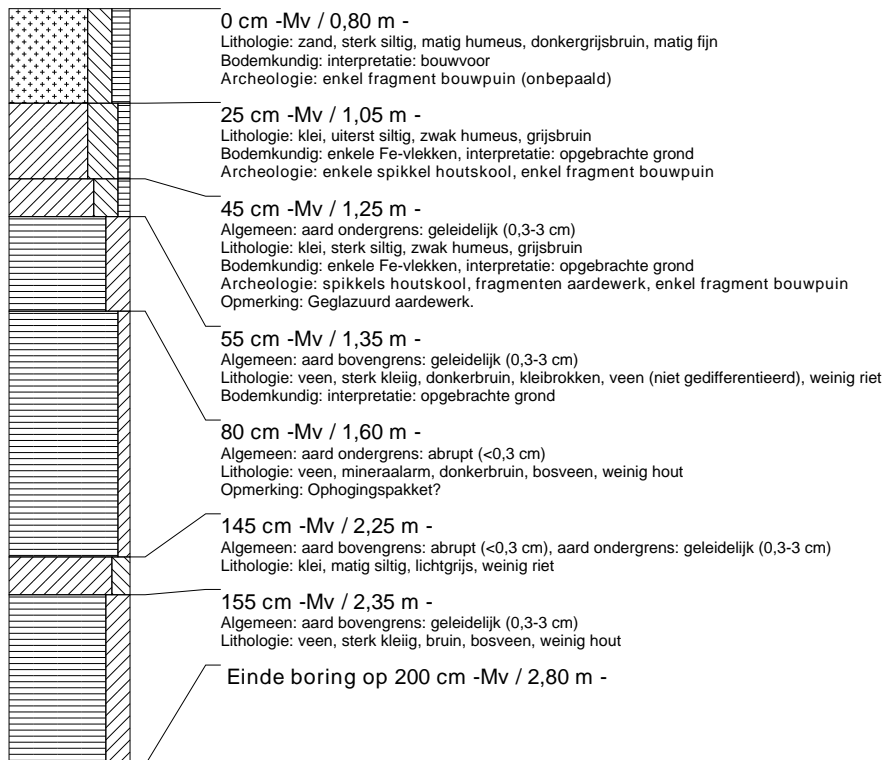 0 cm -Mv / 0,80 m -
Lithologie: zand, sterk siltig, matig humeus, donkergrijsbruin, matig fijn
Bodemkundig: interpretatie: bouwvoor
Archeologie: enkel fragment bouwpuin (onbepaald)
25 cm -Mv / 1,05 m -
Lithologie: klei, uiterst siltig, zwak humeus, grijsbruin
Bodemkundig: enkele Fe-vlekken, interpretatie: opgebrachte grond
Archeologie: enkele spikkel houtskool, enkel fragment bouwpuin
45 cm -Mv / 1,25 m -
Algemeen: aard ondergrens: geleidelijk (0,3-3 cm)
Lithologie: klei, sterk siltig, zwak humeus, grijsbruin
Bodemkundig: enkele Fe-vlekken, interpretatie: opgebrachte grond
Archeologie: spikkels houtskool, fragmenten aardewerk, enkel fragment bouwpuin
Opmerking: Geglazuurd aardewerk.
55 cm -Mv / 1,35 m -
Algemeen: aard bovengrens: geleidelijk (0,3-3 cm)
Lithologie: veen, sterk kleiig, donkerbruin, kleibrokken, veen (niet gedifferentieerd), weinig riet
Bodemkundig: interpretatie: opgebrachte grond
80 cm -Mv / 1,60 m -
Algemeen: aard ondergrens: abrupt (<0,3 cm)
Lithologie: veen, mineraalarm, donkerbruin, bosveen, weinig hout
Opmerking: Ophogingspakket?
145 cm -Mv / 2,25 m -
Algemeen: aard bovengrens: abrupt (<0,3 cm), aard ondergrens: geleidelijk (0,3-3 cm)
Lithologie: klei, matig siltig, lichtgrijs, weinig riet
155 cm -Mv / 2,35 m -
Algemeen: aard bovengrens: geleidelijk (0,3-3 cm)
Lithologie: veen, sterk kleiig, bruin, bosveen, weinig hout
Einde boring op 200 cm -Mv / 2,80 m -